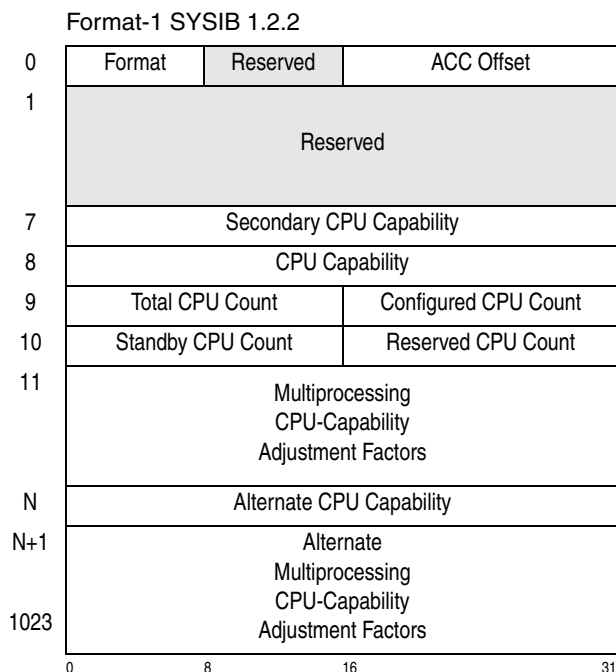 Format-1 SYSIB 1.2.2
0 Format Reserved ACC Offset
1
Reserved
7 Secondary CPU Capability
8 CPU Capability
9 Total CPU Count Configured CPU Count
10 Standby CPU Count Reserved CPU Count
11
Multiprocessing
CPU-Capability
Adjustment Factors
N Alternate CPU Capability
N+1 Alternate
Multiprocessing
CPU-Capability
1023 Adjustment Factors
0 8 16 31